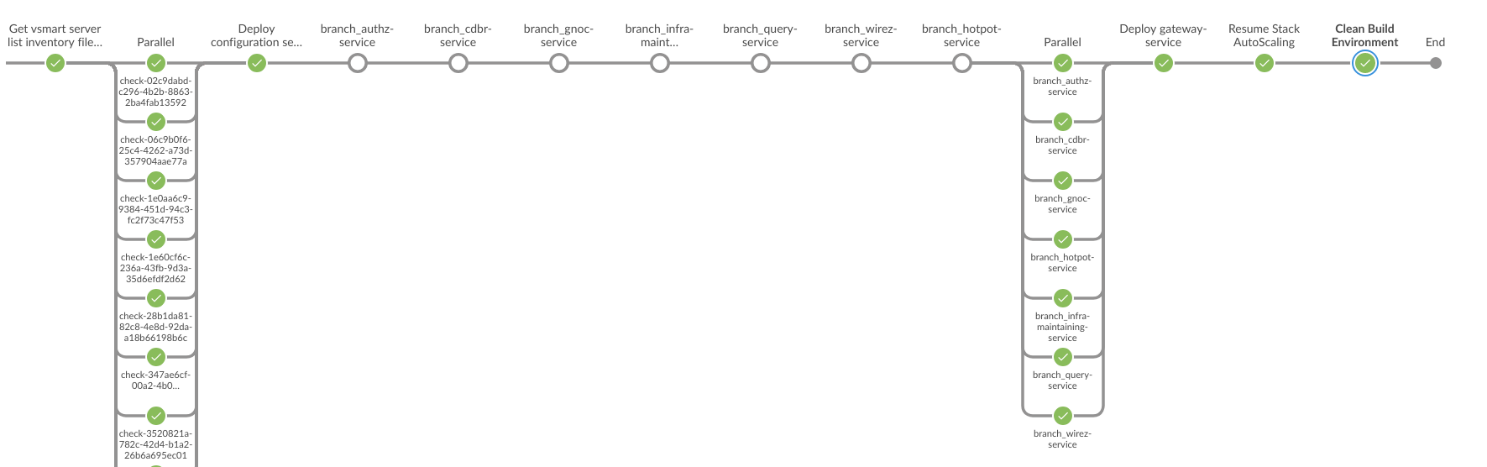 Get vsmart server
list inventory file...
Parallel
Deploy
configuration se...
branch_authz-
service
branch_cdbr-
service
branch_gnoc-
service
branch_infra-
maint...
branch_query-
service
branch_wirez-
service
branch_hotpot-
service
Parallel
Deploy gateway-
service
Resume Stack
AutoScaling
Clean Build
Environment
End
check-02c9dabd-
c296-4b2b-8863-
2ba4fab13592
check-06c9b0f6-
25c4-4262-a73d-
357904aae77a
check-1e0aa6c9-
9384-451d-94c3-
fc2f73c47f53
check-1e60cf6c-
236a-43fb-9d3a-
35d6efdf2d62
check-28b1da81-
82c8-4e8d-92da-
a18b66198b6c
check-347ae6cf-
00a2-4b0...
check-3520821a-
782c-42d4-b1a2-
26b6a695ec01
branch_authz-
service
branch_cdbr-
service
branch_gnoc-
service
branch_hotpot-
service
branch_infra-
maintaining-
service
branch_query-
service
branch_wirez-
service